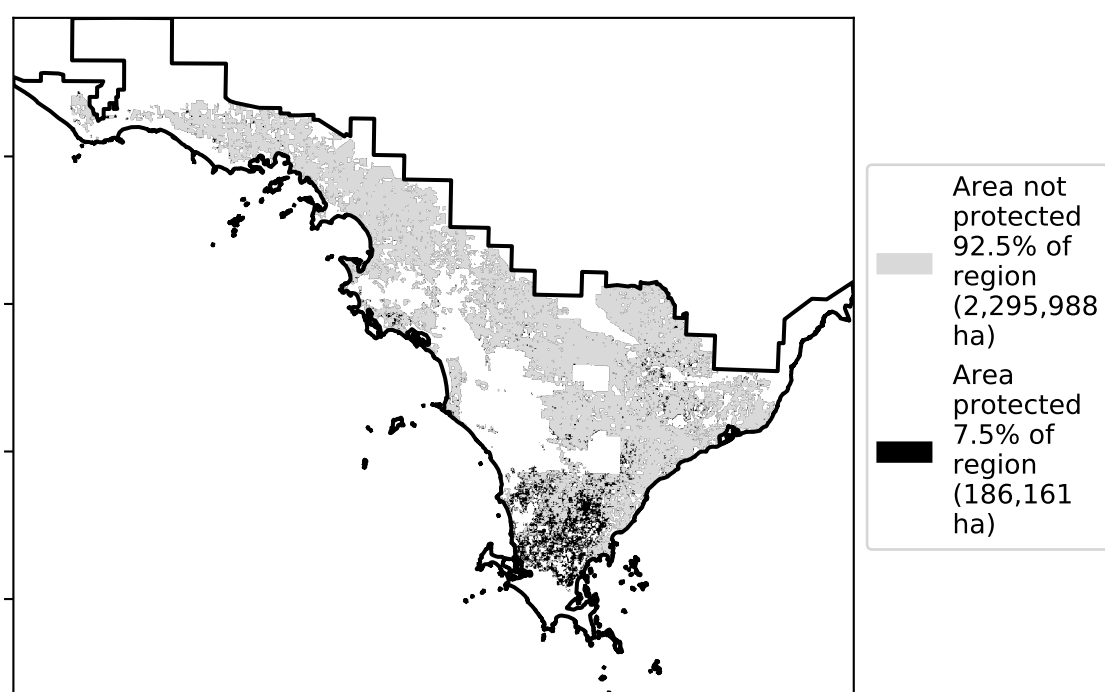 Area not
protected
92.5% of
region
(2,295,988
ha)
Area
protected
7.5% of
region
(186,161
ha)